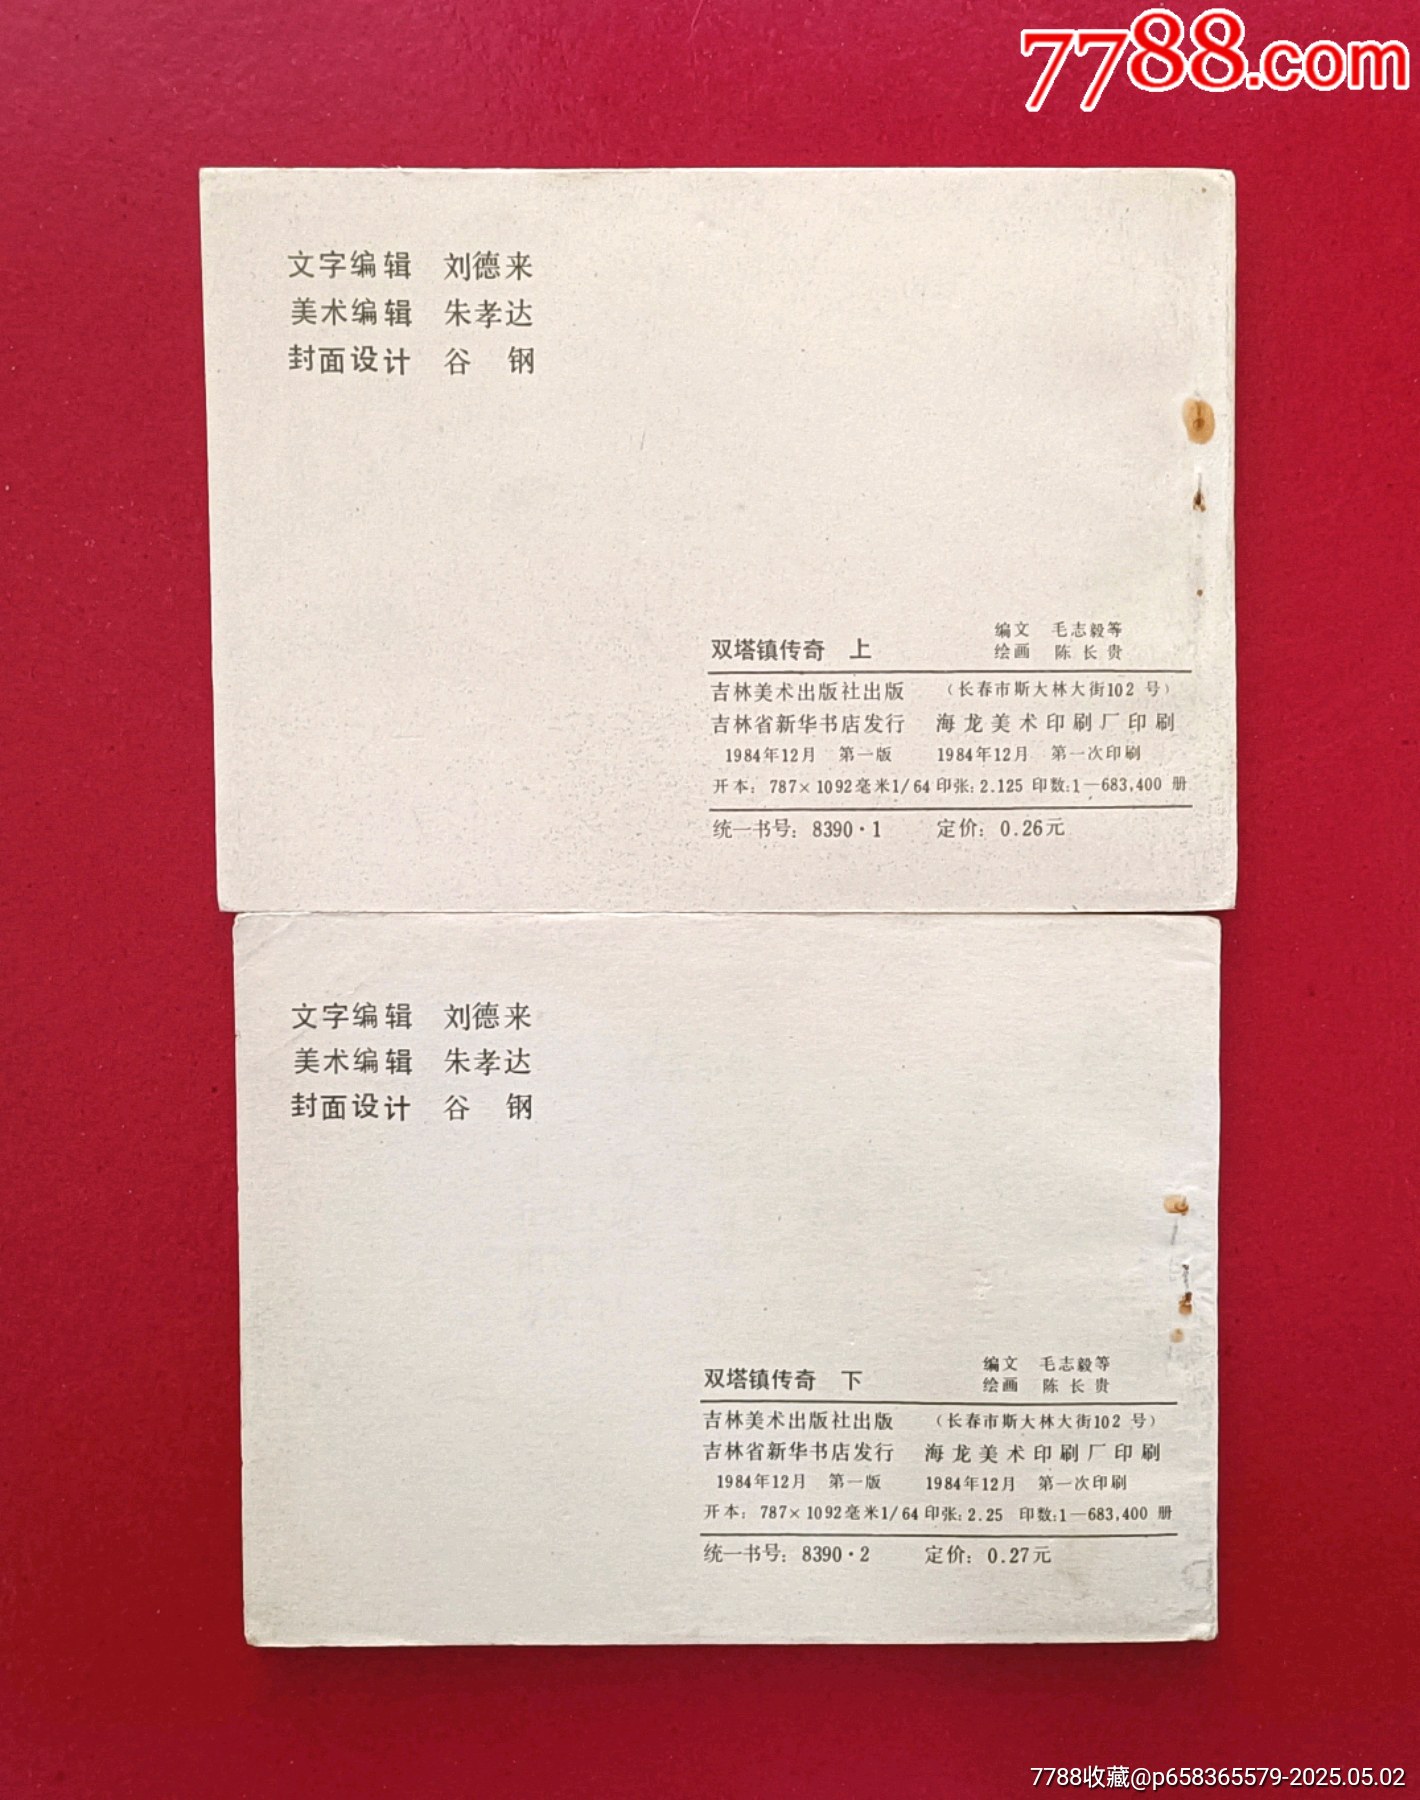 7788.com
文字编辑 刘德来
美术编辑 朱孝达
封面设计 谷 钢
双塔镇传奇 上
编文 毛志毅等
绘画 陈长贵
吉林美术出版社出版 （长春市斯大林大街102号）
吉林省新华书店发行 海龙美术印刷厂印刷
1984年12月 第一版 1984年12月 第一次印刷
开本：787×1092毫米1/64 印张：2.125 印数：1—683,400 册
统一书号：8390·1 定价：0.26元
文字编辑 刘德来
美术编辑 朱孝达
封面设计 谷 钢
双塔镇传奇 下
编文 毛志毅等
绘画 陈长贵
吉林美术出版社出版 （长春市斯大林大街102号）
吉林省新华书店发行 海龙美术印刷厂印刷
1984年12月 第一版 1984年12月 第一次印刷
开本：787×1092毫米1/64 印张：2.25 印数：1—683,400 册
统一书号：8390·2 定价：0.27元
7788收藏@p658365579-2025.05.02